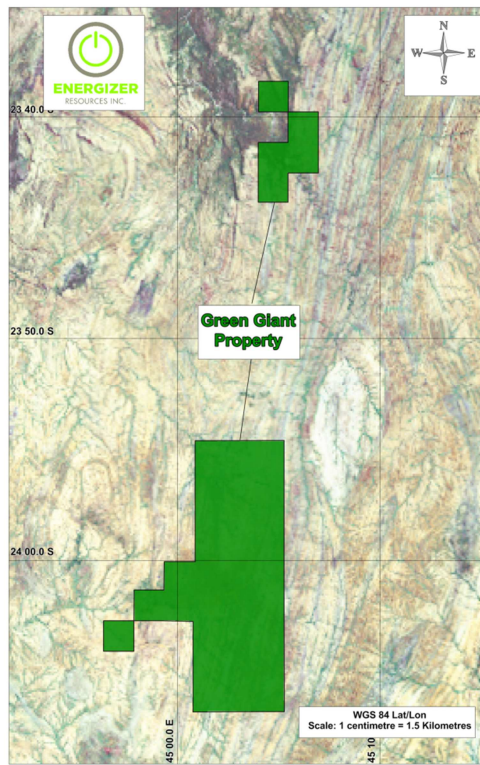 ENERGIZER
RESOURCES INC.
N
W E
S
23 40.0 S
Green Giant
Property
23 50.0 S
24 00.0 S
45 00.0 E
45 10.
WGS 84 Lat/Lon
Scale: 1 centimetre = 1.5 Kilometres